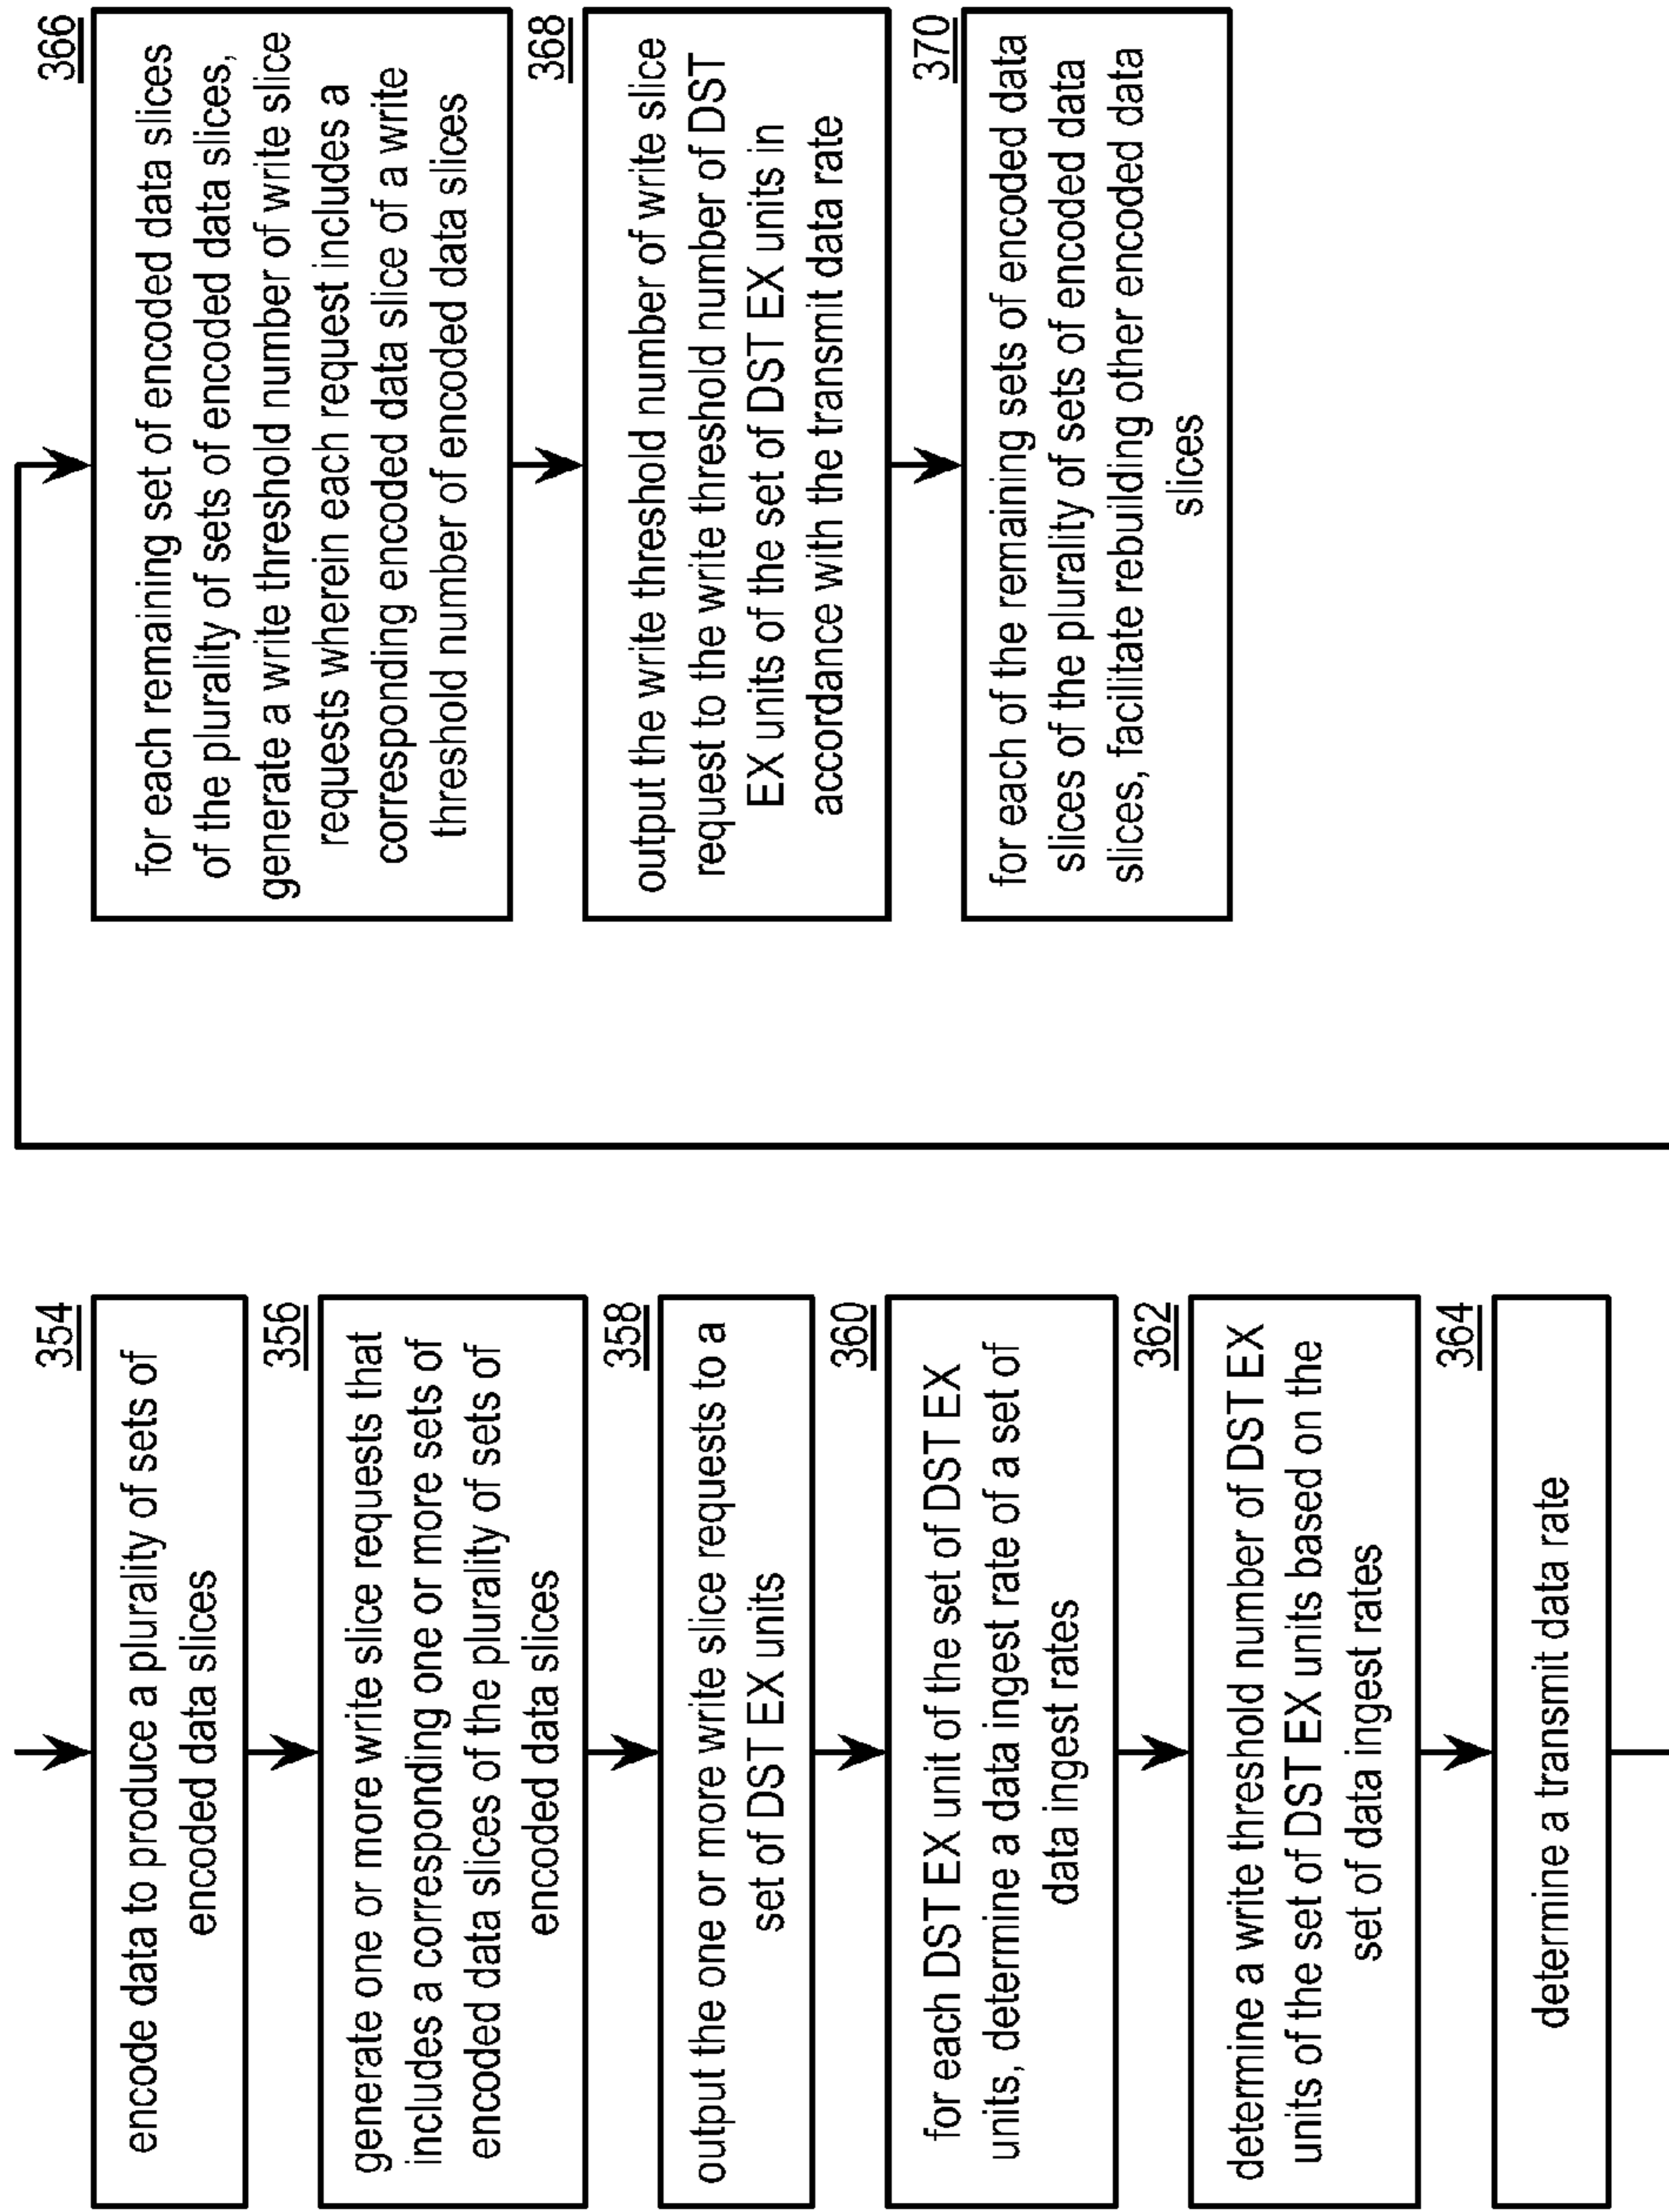 354
encode data to produce a plurality of sets of
encoded data slices
356
generate one or more write slice requests that
includes a corresponding one or more sets of
encoded data slices of the plurality of sets of
encoded data slices
358
output the one or more write slice requests to a
set of DST EX units
360
for each DST EX unit of the set of DST EX
units, determine a data ingest rate of a set of
data ingest rates
362
determine a write threshold number of DST EX
units of the set of DST EX units based on the
set of data ingest rates
364
determine a transmit data rate
366
for each remaining set of encoded data slices
of the plurality of sets of encoded data slices,
generate a write threshold number of write slice
requests wherein each request includes a
corresponding encoded data slice of a write
threshold number of encoded data slices
368
output the write threshold number of write slice
request to the write threshold number of DST
EX units of the set of DST EX units in
accordance with the transmit data rate
370
for each of the remaining sets of encoded data
slices of the plurality of sets of encoded data
slices, facilitate rebuilding other encoded data
slices